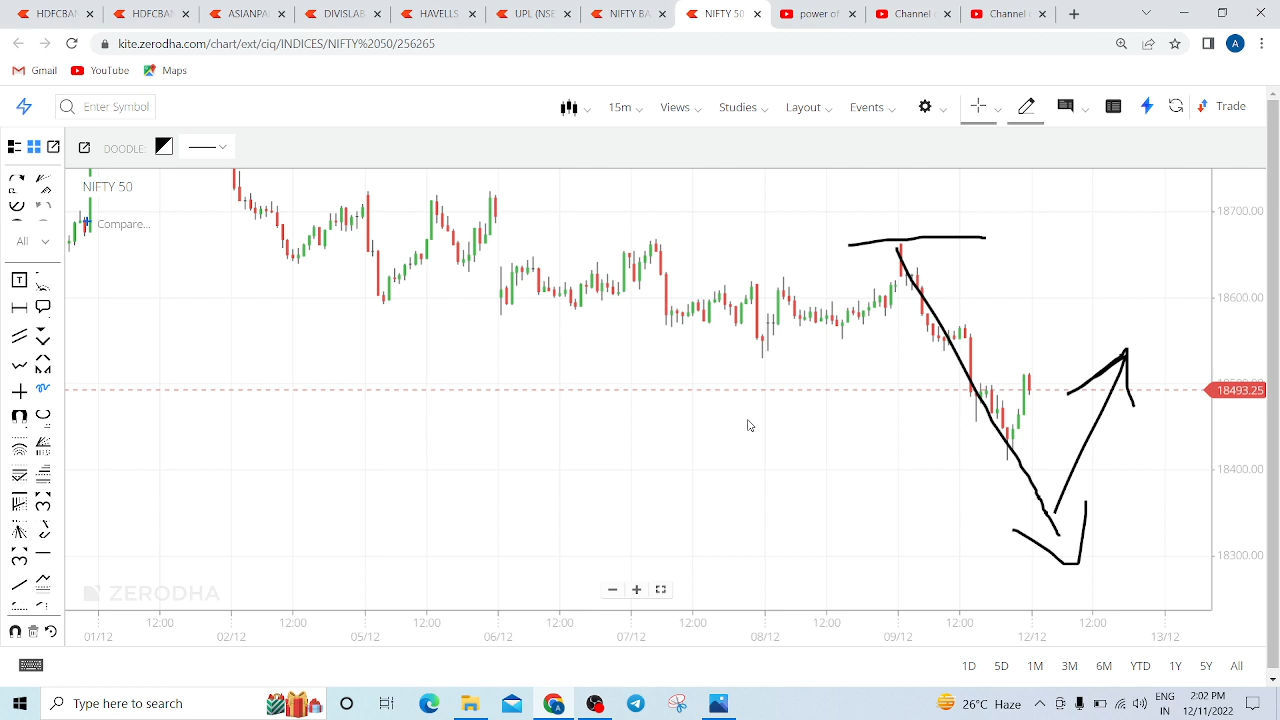 HDFCBAN
HDFCBAN
ASIANPAI
DIVISLAB
HAVELLS
UPL (NSE
NIFTY BA
NIFTY 50
power of
Channel
Channel
kite.zerodha.com/chart/ext/ciq/INDICES/NIFTY%2050/256265
A
Gmail
YouTube
Maps
Enter Symbol
15m
Views
Studies
Layout
Events
Trade
DOODLE:
NIFTY 50
Compare...
All
T
18700.00
18600.00
18493.25
18400.00
18300.00
ZERODHA
12:00 12:00 12:00 12:00 12:00 12:00 12:00 12:00
01/12 02/12 05/12 06/12 07/12 08/12 09/12 12/12 13/12
1D 5D 1M 3M 6M YTD 1Y 5Y All
Type here to search
26°C Haze
ENG
IN
2:02 PM
12/11/2022